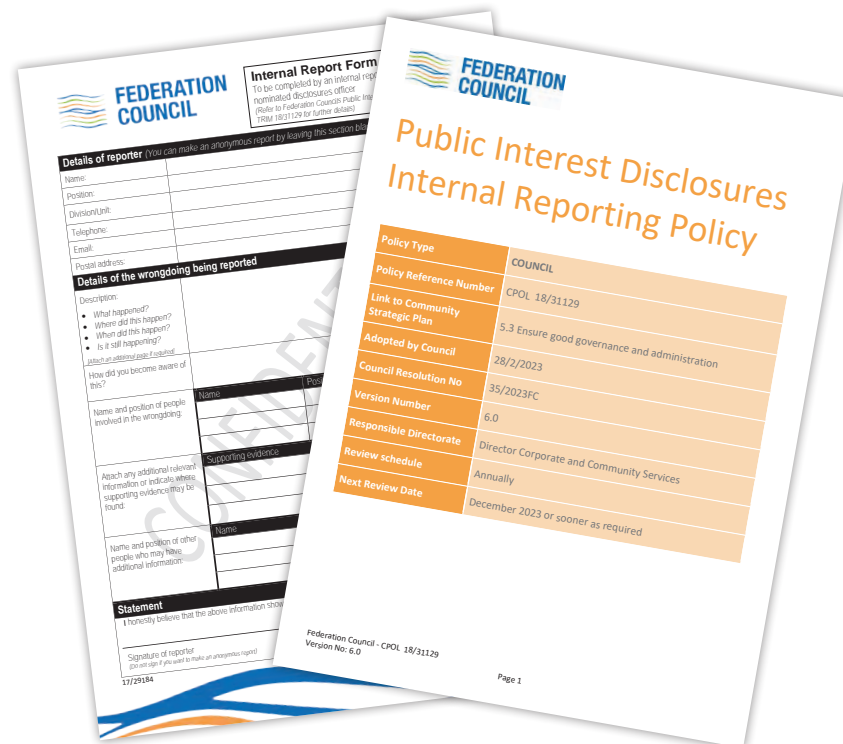 FEDERATION
COUNCIL
Internal Report Form
To be completed by an internal
nominated disclosures officer
(Refer to Federation Councils Public
TRIM 18/31129 for further details)
Details of reporter (You can make an anonymous report by leaving this section
Name:
Position:
Division/Unit:
Telephone:
Email:
Postal address:
Details of the wrongdoing being reported
Description:
• What happened?
• Where did this happen?
• When did this happen?
• Is it still happening?
(Attach an additional page if required)
How did you become aware of
this?
Name and position of people
involved in the wrongdoing:
Name
Attach any additional relevant
information or indicate where
supporting evidence may be
found:
Supporting evidence
Name and position of other
people who may have
additional information:
Name
Statement
I honestly believe that the above information
Signature of reporter
(Do not sign if you want to make an anonymous report)
17/29184
FEDERATION
COUNCIL
Public Interest Disclosures
Internal Reporting Policy
Policy Type COUNCIL
Policy Reference Number CPOL 18/31129
Link to Community
Strategic Plan 5.3 Ensure good governance and administration
Adopted by Council 28/2/2023
Council Resolution No 35/2023FC
Version Number 6.0
Responsible Directorate Director Corporate and Community Services
Review schedule Annually
Next Review Date December 2023 or sooner as required
Federation Council - CPOL 18/31129
Version No: 6.0
Page 1